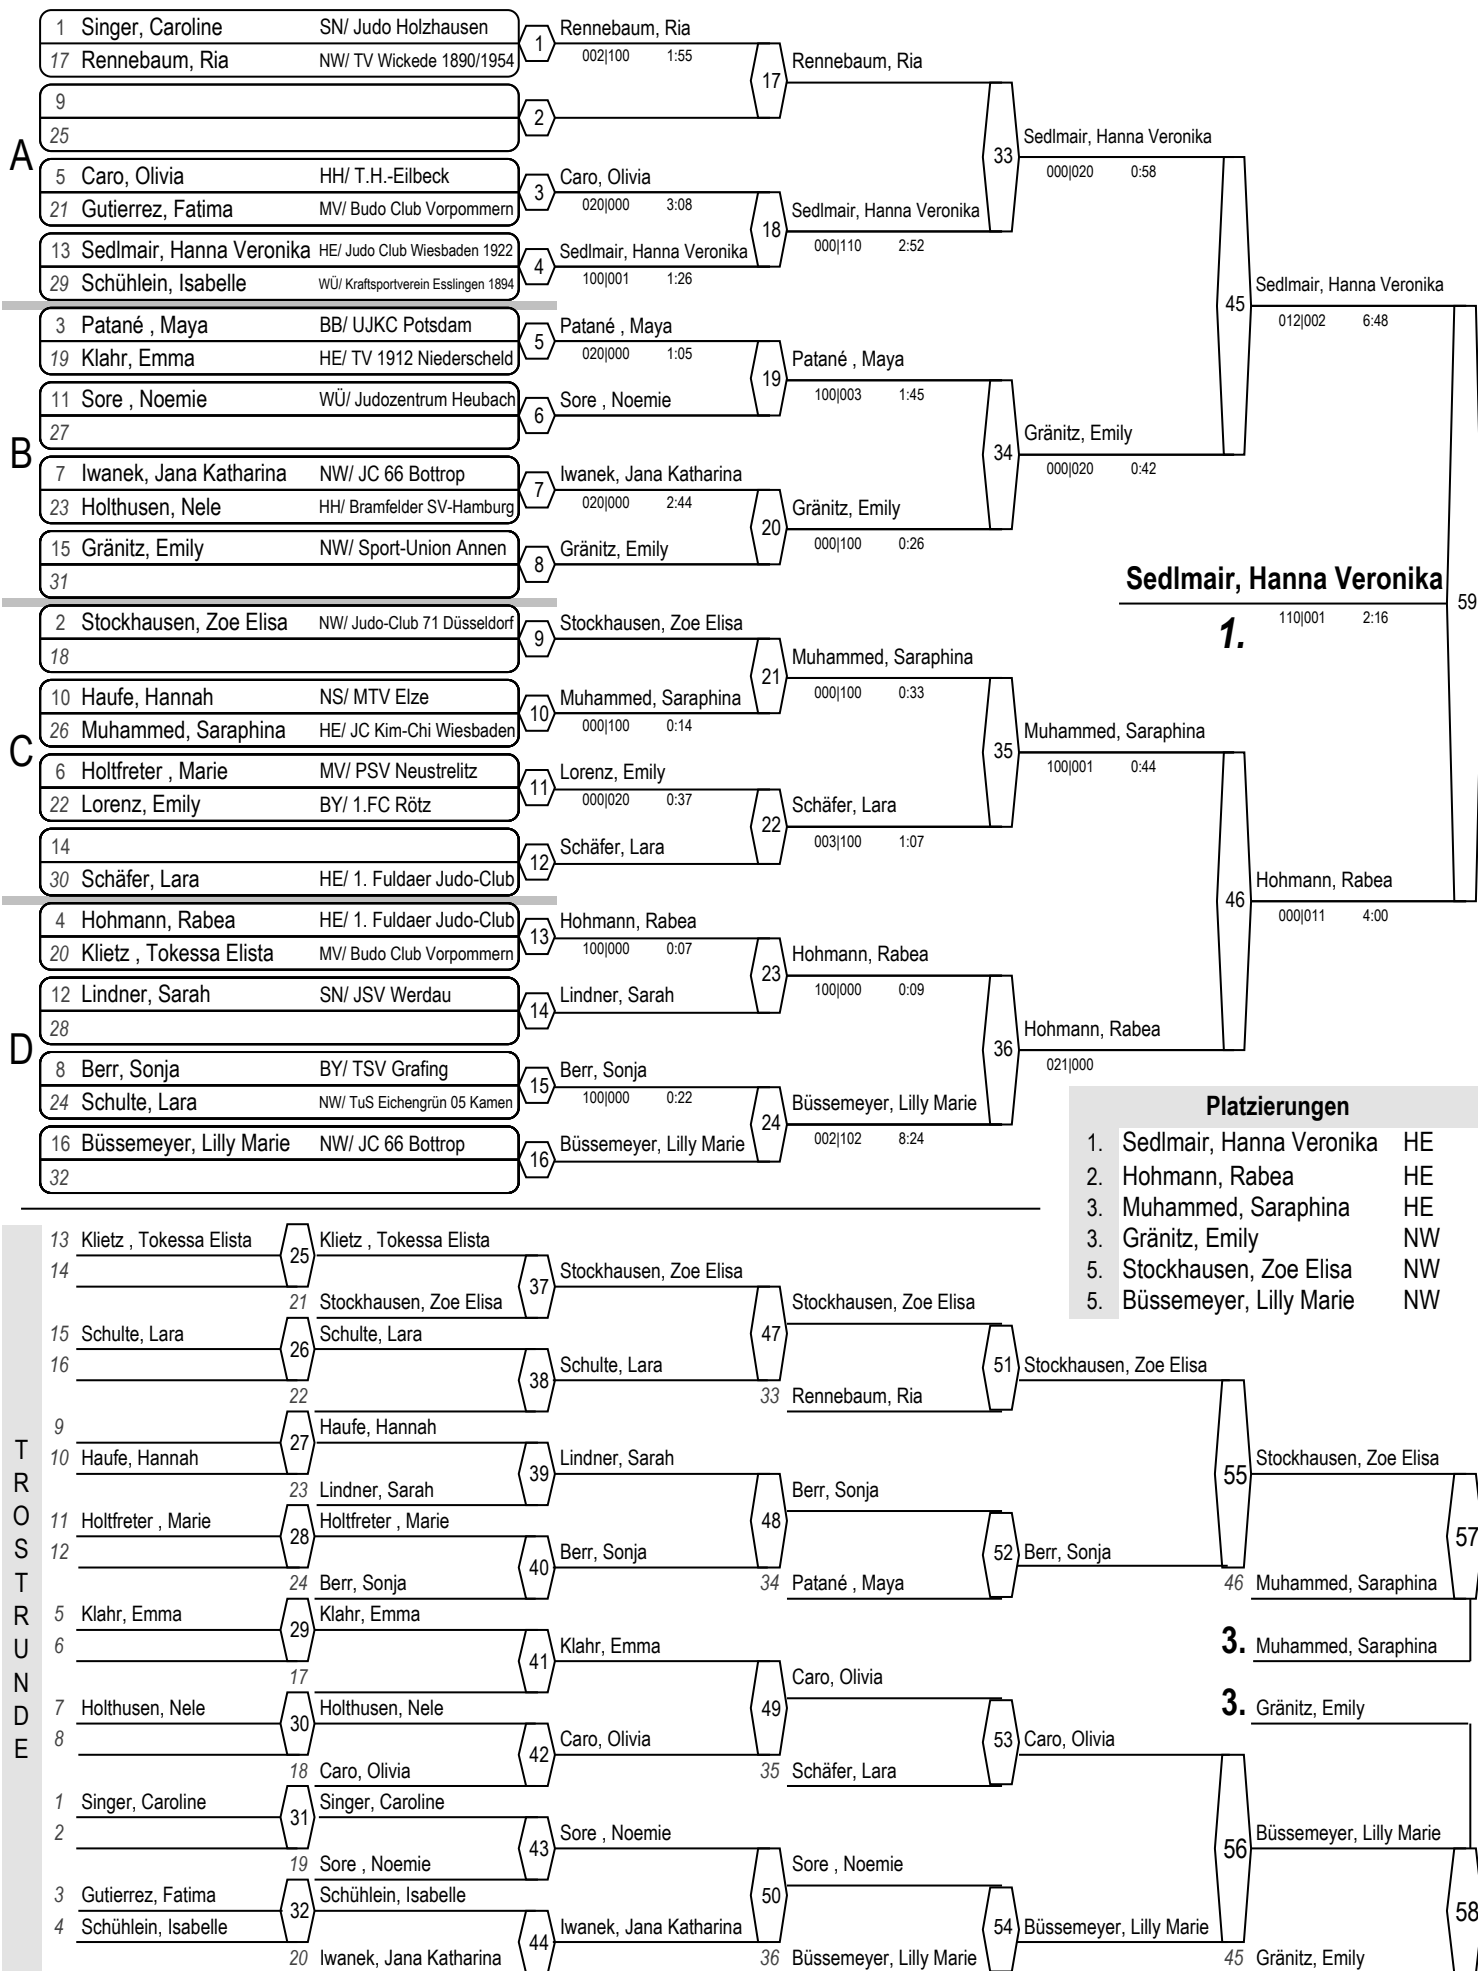 1 Singer, Caroline SN/ Judo Holzhausen
17 Rennebaum, Ria NW/ TV Wickede 1890/1954
1
Rennebaum, Ria
002|100 1:55
17
Rennebaum, Ria
9
25
2
A
33
Sedlmair, Hanna Veronika
000|020 0:58
5 Caro, Olivia HH/ T.H.-Eilbeck
21 Gutierrez, Fatima MV/ Budo Club Vorpommern
3
Caro, Olivia
020|000 3:08
18
Sedlmair, Hanna Veronika
000|110 2:52
13 Sedlmair, Hanna Veronika HE/ Judo Club Wiesbaden 1922
29 Schühlein, Isabelle WÜ/ Kraftsportverein Esslingen 1894
4
Sedlmair, Hanna Veronika
100|001 1:26
45
Sedlmair, Hanna Veronika
012|002 6:48
3 Patané , Maya BB/ UJKC Potsdam
19 Klahr, Emma HE/ TV 1912 Niederscheld
5
Patané , Maya
020|000 1:05
19
Patané , Maya
100|003 1:45
11 Sore , Noemie WÜ/ Judozentrum Heubach
27
6
Sore , Noemie
B
34
Gränitz, Emily
000|020 0:42
7 Iwanek, Jana Katharina NW/ JC 66 Bottrop
23 Holthusen, Nele HH/ Bramfelder SV-Hamburg
7
Iwanek, Jana Katharina
020|000 2:44
20
Gränitz, Emily
000|100 0:26
15 Gränitz, Emily NW/ Sport-Union Annen
31
8
Gränitz, Emily
Sedlmair, Hanna Veronika
59
1.
110|001 2:16
2 Stockhausen, Zoe Elisa NW/ Judo-Club 71 Düsseldorf
18
9
Stockhausen, Zoe Elisa
21
Muhammed, Saraphina
000|100 0:33
10 Haufe, Hannah NS/ MTV Elze
26 Muhammed, Saraphina HE/ JC Kim-Chi Wiesbaden
10
Muhammed, Saraphina
000|100 0:14
C
35
Muhammed, Saraphina
100|001 0:44
6 Holtfreter , Marie MV/ PSV Neustrelitz
22 Lorenz, Emily BY/ 1.FC Rötz
11
Lorenz, Emily
000|020 0:37
22
Schäfer, Lara
003|100 1:07
14
30 Schäfer, Lara HE/ 1. Fuldaer Judo-Club
12
Schäfer, Lara
46
Hohmann, Rabea
000|011 4:00
4 Hohmann, Rabea HE/ 1. Fuldaer Judo-Club
20 Klietz , Tokessa Elista MV/ Budo Club Vorpommern
13
Hohmann, Rabea
100|000 0:07
23
Hohmann, Rabea
100|000 0:09
12 Lindner, Sarah SN/ JSV Werdau
28
14
Lindner, Sarah
D
36
Hohmann, Rabea
021|000
8 Berr, Sonja BY/ TSV Grafing
24 Schulte, Lara NW/ TuS Eichengrün 05 Kamen
15
Berr, Sonja
100|000 0:22
24
Büssemeyer, Lilly Marie
002|102 8:24
16 Büssemeyer, Lilly Marie NW/ JC 66 Bottrop
32
16
Büssemeyer, Lilly Marie
Platzierungen
1. Sedlmair, Hanna Veronika HE
2. Hohmann, Rabea HE
3. Muhammed, Saraphina HE
3. Gränitz, Emily NW
5. Stockhausen, Zoe Elisa NW
5. Büssemeyer, Lilly Marie NW
TROSTRUNDE
13 Klietz , Tokessa Elista
14
25
Klietz , Tokessa Elista
21 Stockhausen, Zoe Elisa
37
Stockhausen, Zoe Elisa
15 Schulte, Lara
16
26
Schulte, Lara
22
38
Schulte, Lara
47
Stockhausen, Zoe Elisa
33 Rennebaum, Ria
51
Stockhausen, Zoe Elisa
9
10 Haufe, Hannah
27
Haufe, Hannah
23 Lindner, Sarah
39
Lindner, Sarah
11 Holtfreter , Marie
12
28
Holtfreter , Marie
24 Berr, Sonja
40
Berr, Sonja
48
Berr, Sonja
34 Patané , Maya
52
Berr, Sonja
55
Stockhausen, Zoe Elisa
46 Muhammed, Saraphina
57
3. Muhammed, Saraphina
5 Klahr, Emma
6
29
Klahr, Emma
17
41
Klahr, Emma
7 Holthusen, Nele
8
30
Holthusen, Nele
18 Caro, Olivia
42
Caro, Olivia
49
Caro, Olivia
35 Schäfer, Lara
53
Caro, Olivia
3. Gränitz, Emily
1 Singer, Caroline
2
31
Singer, Caroline
19 Sore , Noemie
43
Sore , Noemie
3 Gutierrez, Fatima
4 Schühlein, Isabelle
32
Schühlein, Isabelle
20 Iwanek, Jana Katharina
44
Iwanek, Jana Katharina
50
Sore , Noemie
36 Büssemeyer, Lilly Marie
54
Büssemeyer, Lilly Marie
56
Büssemeyer, Lilly Marie
45 Gränitz, Emily
58